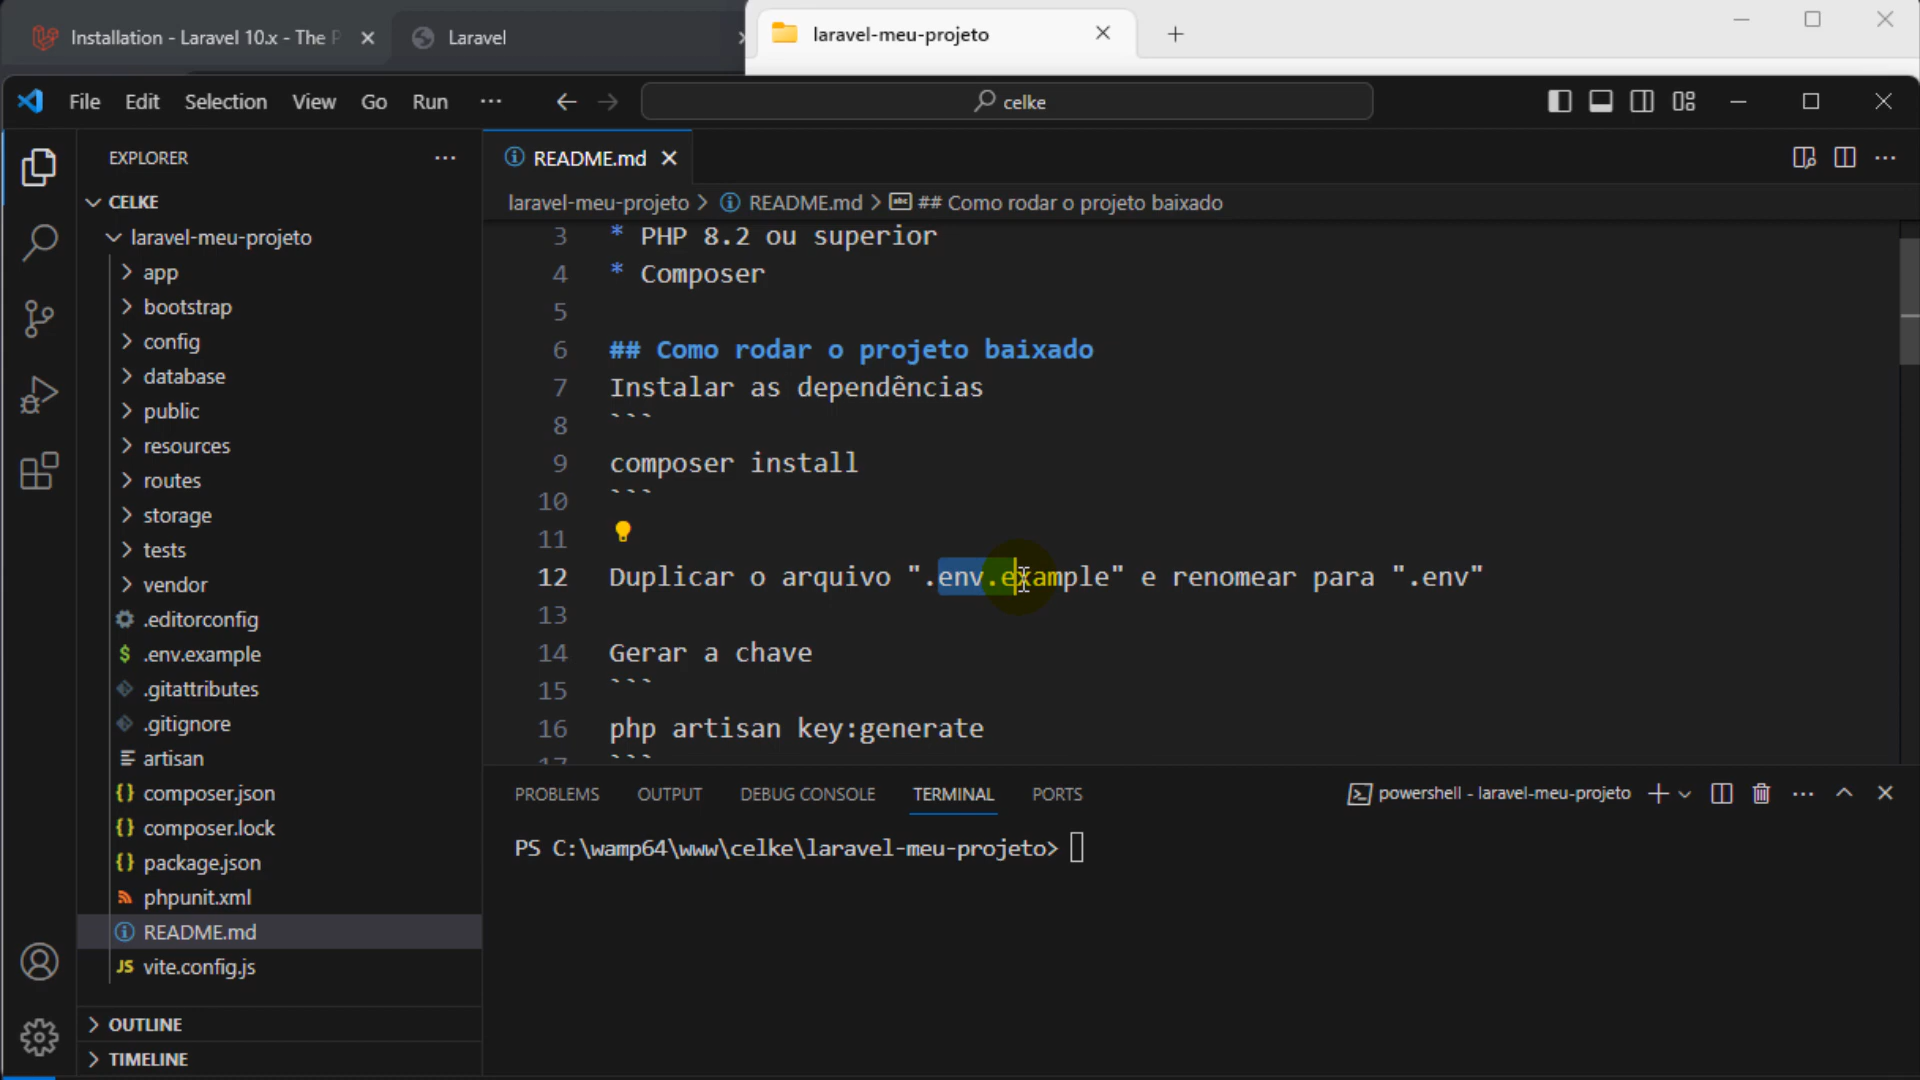 Installation - Laravel 10.x - The P
Laravel
laravel-meu-projeto
File Edit Selection View Go Run ···
celke
EXPLORER
CELKE
laravel-meu-projeto
app
bootstrap
config
database
public
resources
routes
storage
tests
vendor
.editorconfig
.env.example
.gitattributes
.gitignore
artisan
composer.json
composer.lock
package.json
phpunit.xml
README.md
JS vite.config.js
OUTLINE
TIMELINE
README.md
laravel-meu-projeto > README.md > ## Como rodar o projeto baixado
3 * PHP 8.2 ou superior
4 * Composer
5
6 ## Como rodar o projeto baixado
7 Instalar as dependências
8 ```
9 composer install
10 ```
11
12 Duplicar o arquivo ".env.example" e renomear para ".env"
13
14 Gerar a chave
15 ```
16 php artisan key:generate
17 ```
PROBLEMS OUTPUT DEBUG CONSOLE TERMINAL PORTS
powershell - laravel-meu-projeto
PS C:\wamp64\www\celke\laravel-meu-projeto>